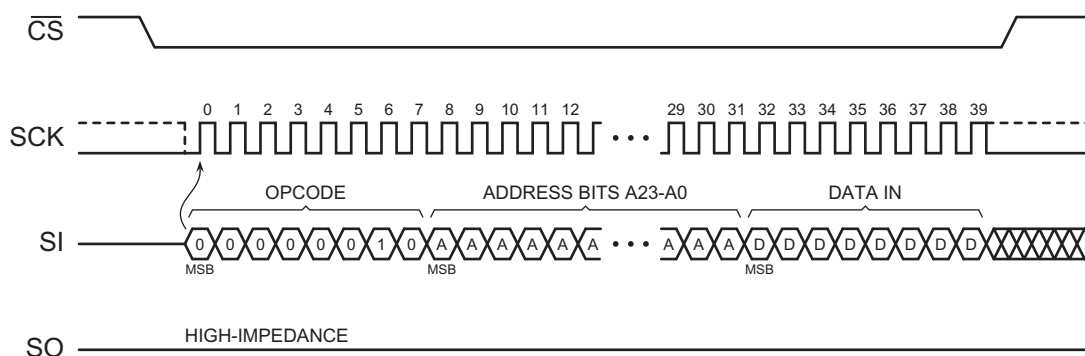 CS
0 1 2 3 4 5 6 7 8 9 10 11 12 29 30 31 32 33 34 35 36 37 38 39
SCK
OPCODE ADDRESS BITS A23-A0 DATA IN
SI 0 0 0 0 0 0 1 0 A A A A A A A A A D D D D D D D D
MSB MSB MSB
HIGH-IMPEDANCE
SO